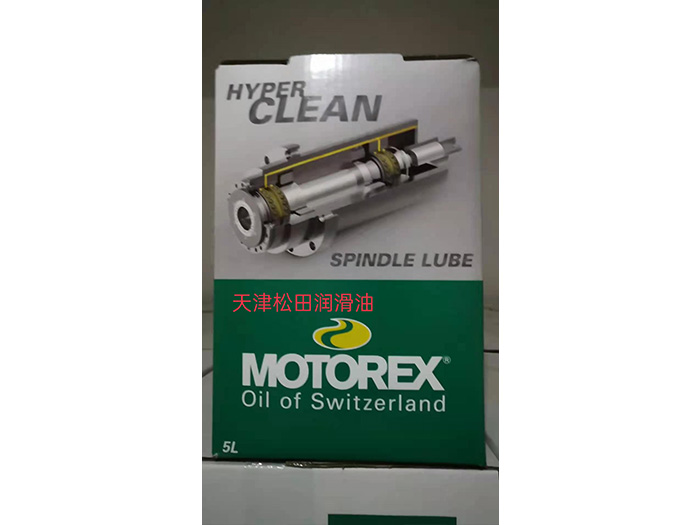 HYPER
CLEAN
SPINDLE LUBE
天津松田润滑油
MOTOREX®
Oil of Switzerland
5L